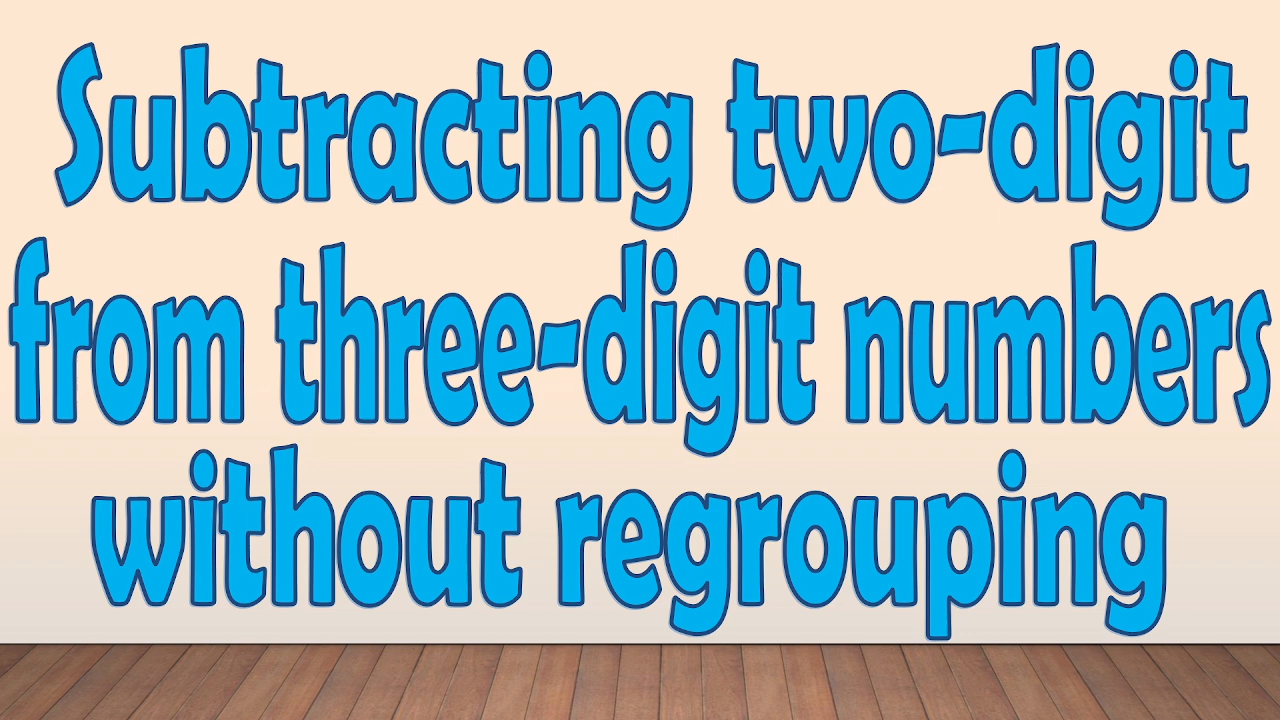 Subtracting two-digit
from three-digit numbers
without regrouping